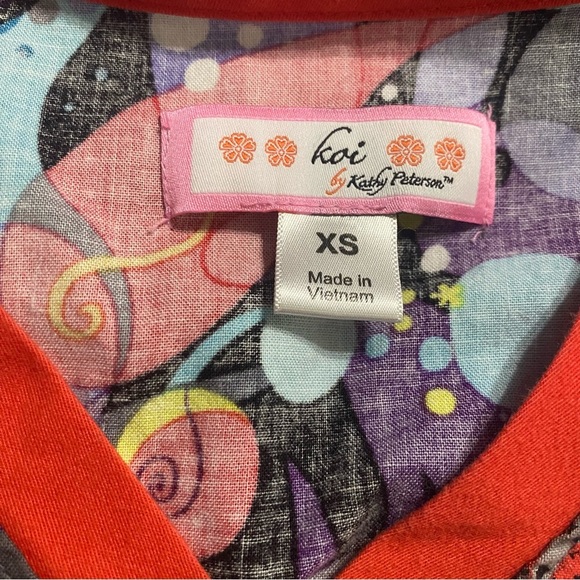 koi
by Kathy Peterson™
XS
Made in
Vietnam